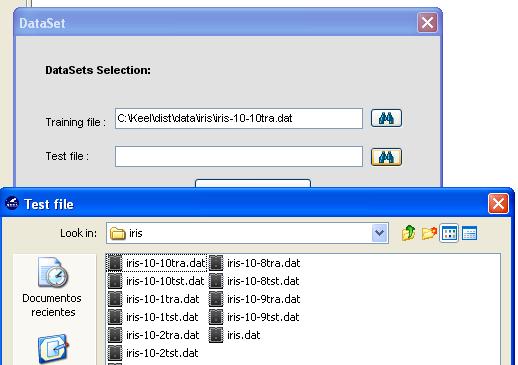 DataSet
DataSets Selection:
Training file : C:\Keel\dist\data\iris\iris-10-10tra.dat
Test file :
Test file
Look in: iris
Documentos
recientes
iris-10-10tra.dat iris-10-8tra.dat
iris-10-10tst.dat iris-10-8tst.dat
iris-10-1tra.dat iris-10-9tra.dat
iris-10-1tst.dat iris-10-9tst.dat
iris-10-2tra.dat iris.dat
iris-10-2tst.dat